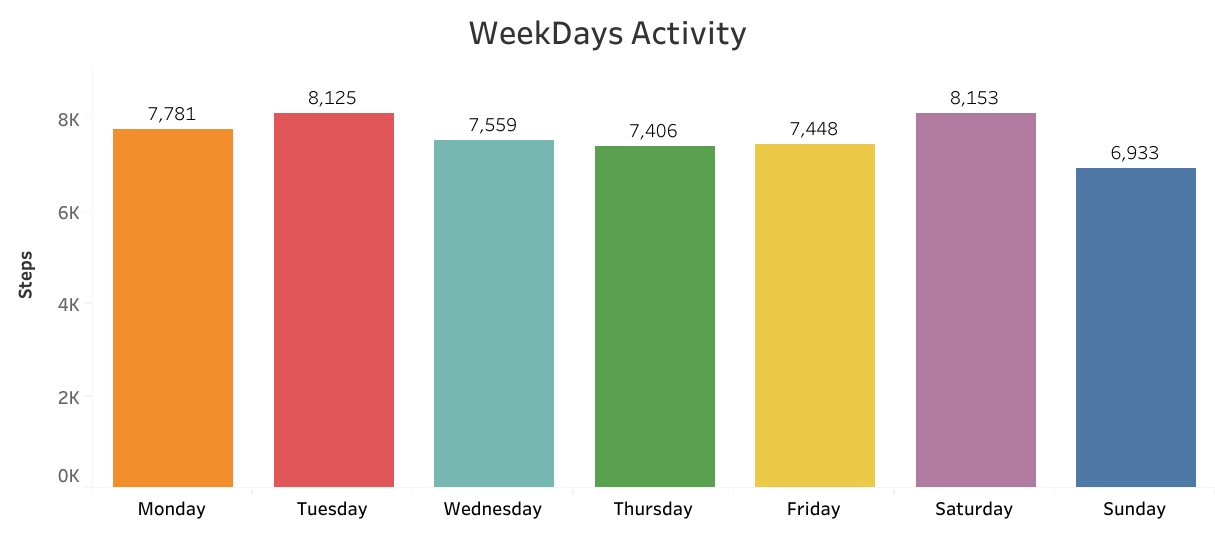 WeekDays Activity
8,125
8,153
7,781
7,559
7,406
7,448
6,933
8K
6K
4K
2K
0K
Steps
Monday Tuesday Wednesday Thursday Friday Saturday Sunday